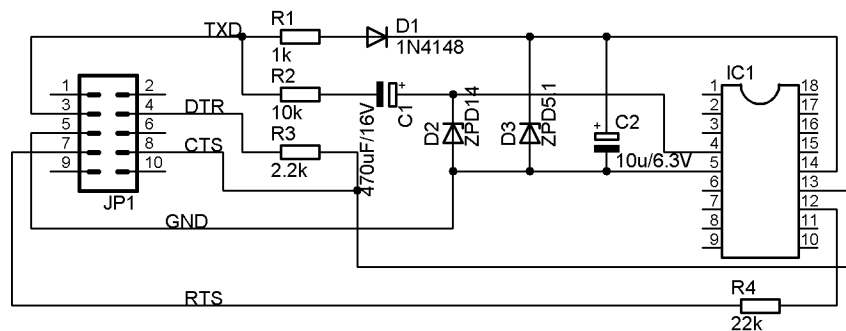 TXD
R1
1k
D1
1N4148
IC1
R2
10k
C1
470uF/16V
D2
ZPD14
D3
ZPD5.1
C2
10u/6.3V
1
2
3
4
5
6
7
8
9
10
JP1
DTR
CTS
R3
2.2k
GND
RTS
R4
22k
1
2
3
4
5
6
7
8
9
18
17
16
15
14
13
12
11
10
+
+